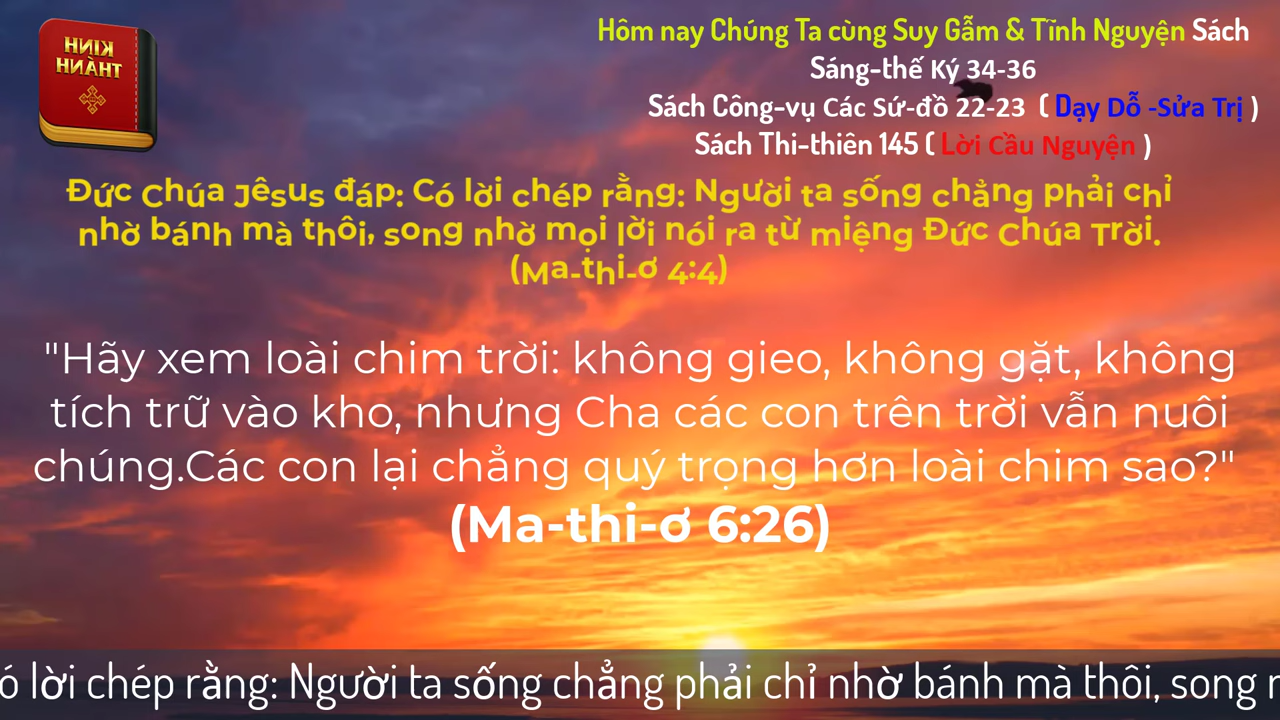 KINH
THÀNH
Hôm nay Chúng Ta cùng Suy Gẫm & Tĩnh Nguyện Sách
Sáng-thế Ký 34-36
Sách Công-vụ Các Sứ-đồ 22-23 ( Dạy Dỗ -Sửa Trị )
Sách Thi-thiên 145 ( Lời Cầu Nguyện )
Đức Chúa Jêsus đáp: Có lời chép rằng: Người ta sống chẳng phải chỉ
nhờ bánh mà thôi, song nhờ mọi lời nói ra từ miệng Đức Chúa Trời.
(Ma-thi-ơ 4:4)
"Hãy xem loài chim trời: không gieo, không gặt, không
tích trữ vào kho, nhưng Cha các con trên trời vẫn nuôi
chúng.Các con lại chẳng quý trọng hơn loài chim sao?"
(Ma-thi-ơ 6:26)
ó lời chép rằng: Người ta sống chẳng phải chỉ nhờ bánh mà thôi, song